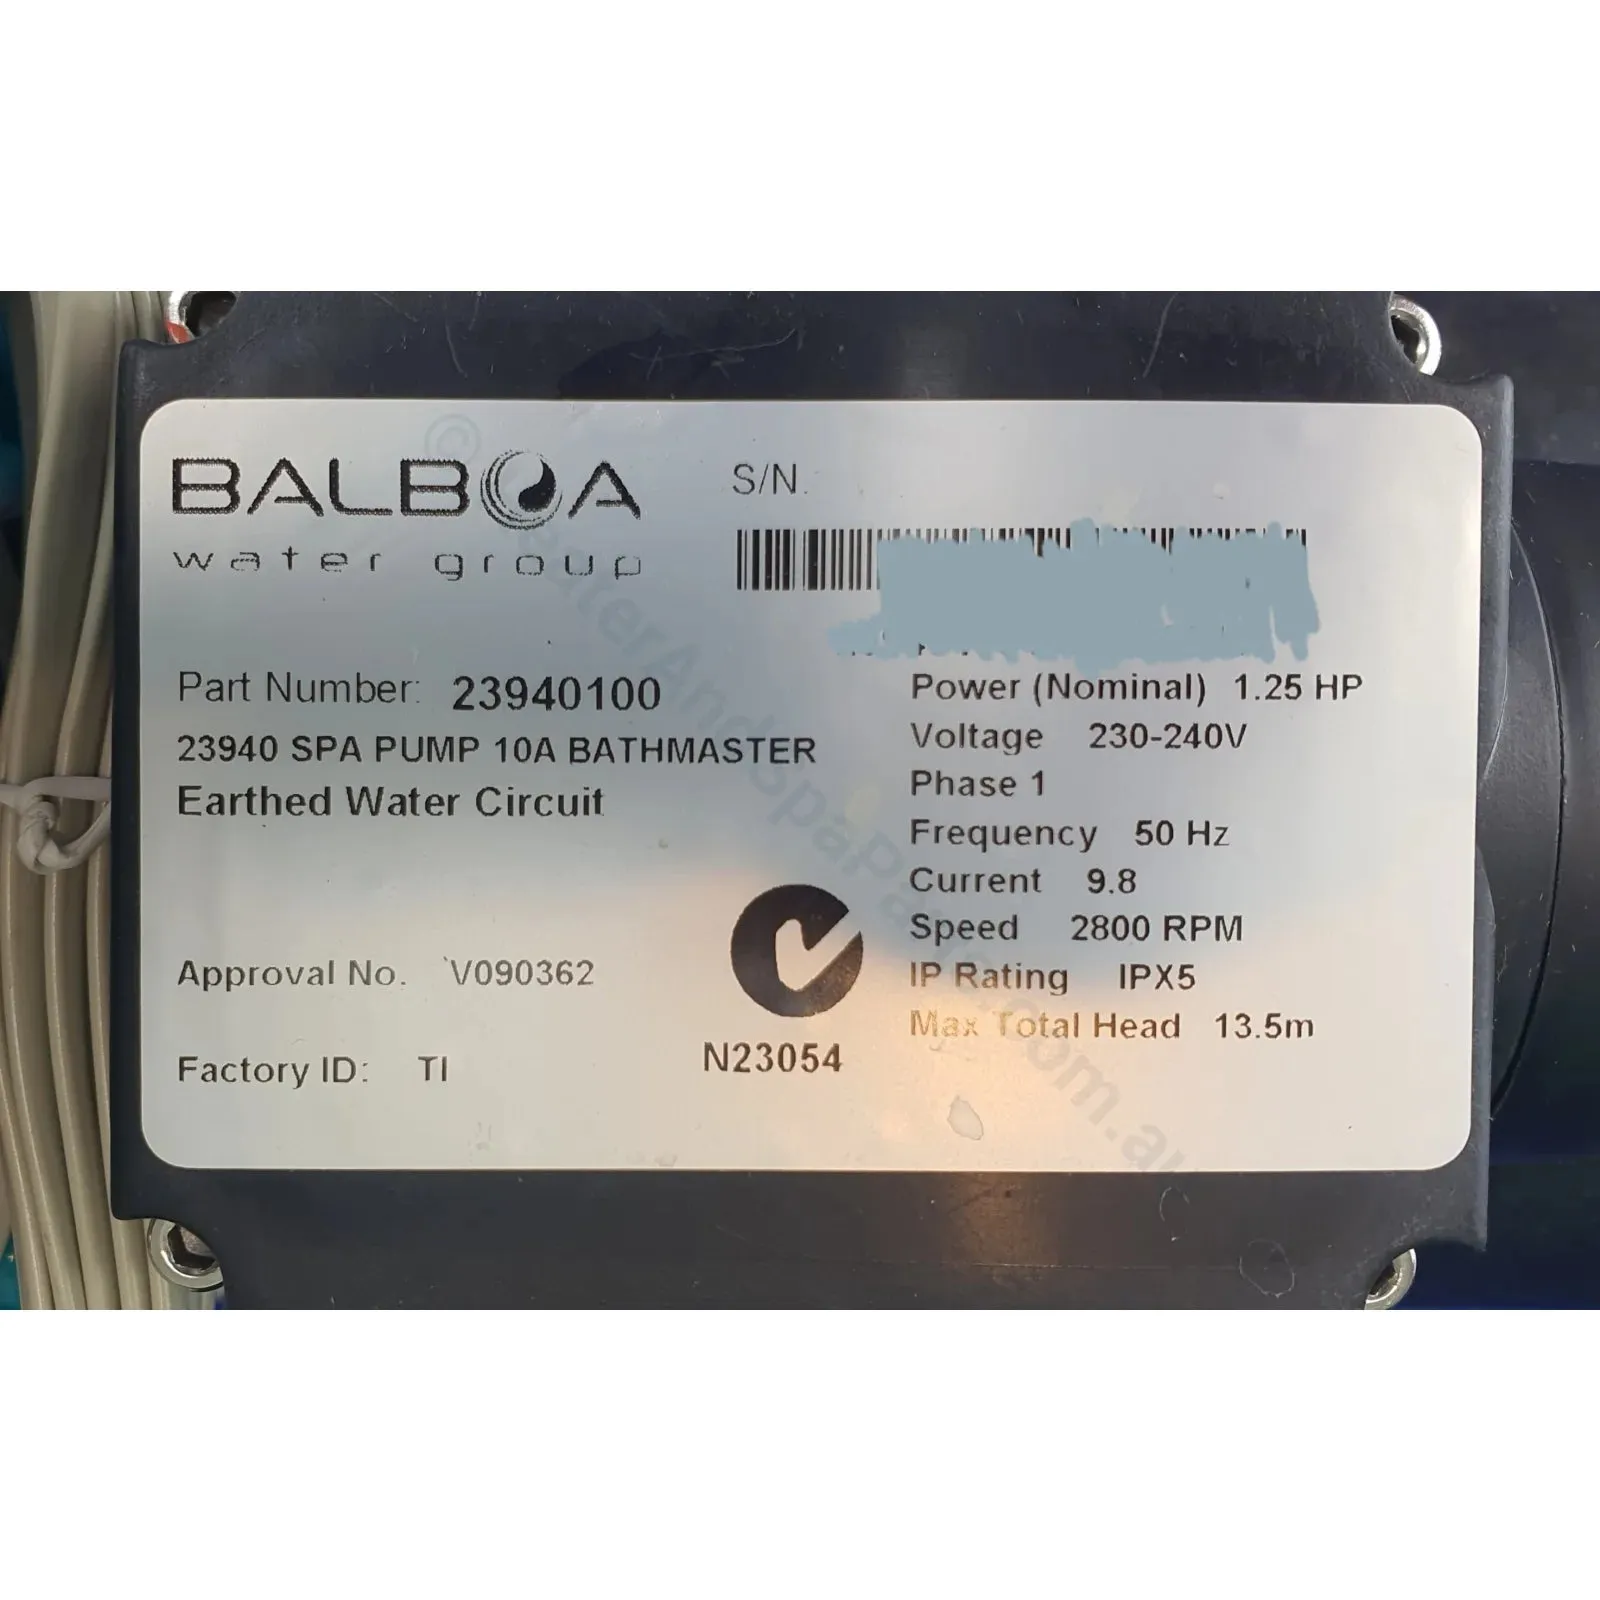 BALBOA
water group
S/N.
Part Number: 23940100
23940 SPA PUMP 10A BATHMASTER
Earthed Water Circuit
Approval No. V090362
Factory ID: TI
N23054
Power (Nominal) 1.25 HP
Voltage 230-240V
Phase 1
Frequency 50 Hz
Current 9.8
Speed 2800 RPM
IP Rating IPX5
Max Total Head 13.5m